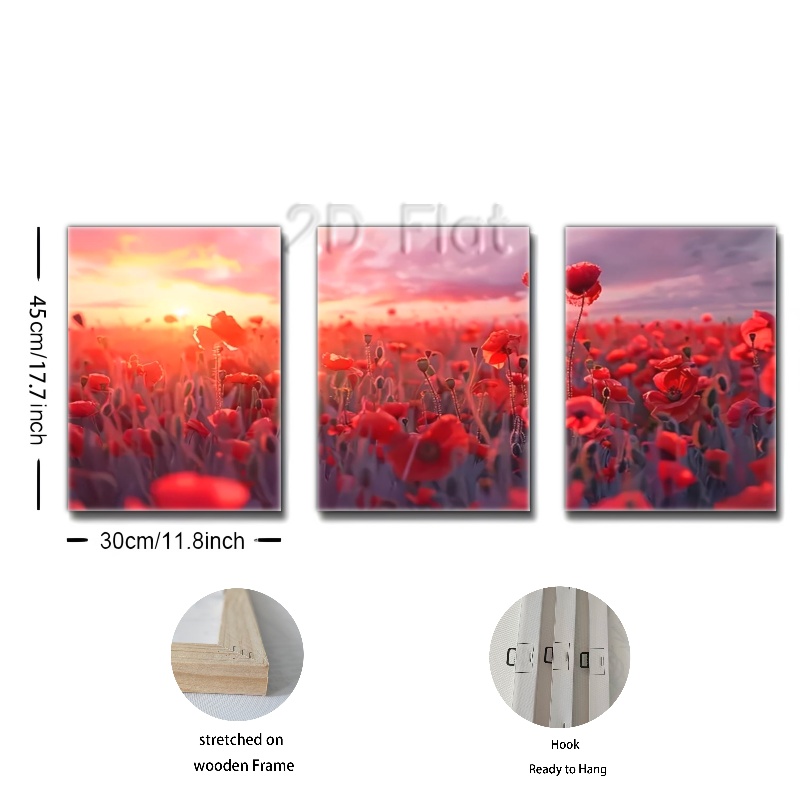 2D Flat
45cm/17.7inch
30cm/11.8inch
stretched on
wooden Frame
Hook
Ready to Hang